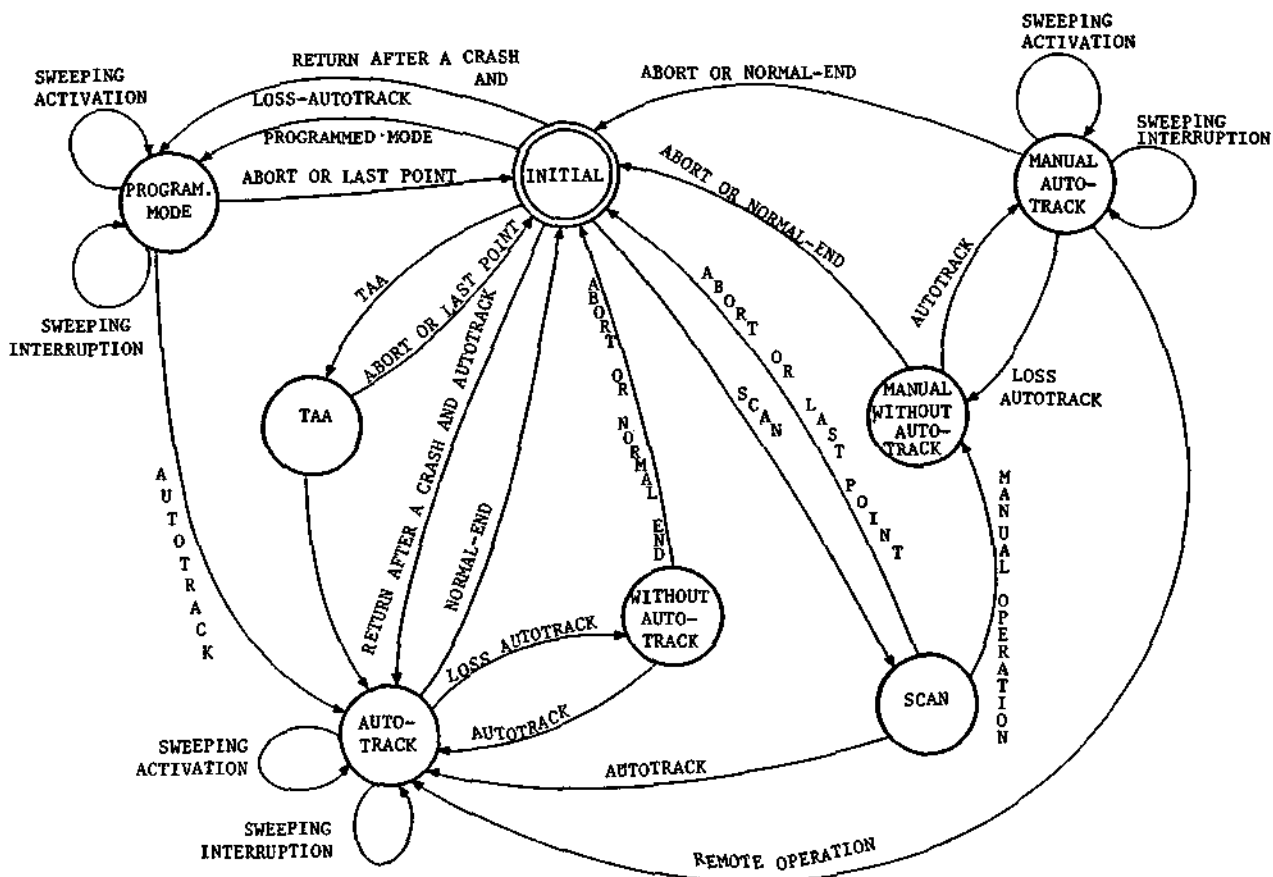 RETURN AFTER A CRASH
AND
LOSS-AUTOTRACK
PROGRAMMED MODE
ABORT OR LAST POINT
SWEEPING
ACTIVATION
PROGRAM.
MODE
SWEEPING
INTERRUPTION
INITIAL
ABORT OR NORMAL-END
SWEEPING
ACTIVATION
SWEEPING
INTERRUPTION
MANUAL
AUTO-
TRACK
ABORT OR NORMAL-END
AUTOTRACK
LOSS
AUTOTRACK
MANUAL
WITHOUT
AUTO-
TRACK
TAA
ABORT OR LAST POINT
TAA
RETURN AFTER A CRASH AND AUTOTRACK
NORMAL-END
ABORT OR NORMAL END
SCAN
ABORT OR LAST POINT
MANUAL OPERATION
AUTOTRACK
LOSS AUTOTRACK
WITHOUT
AUTO-
TRACK
AUTOTRACK
SCAN
AUTOTRACK
AUTO-
TRACK
SWEEPING
ACTIVATION
SWEEPING
INTERRUPTION
REMOTE OPERATION